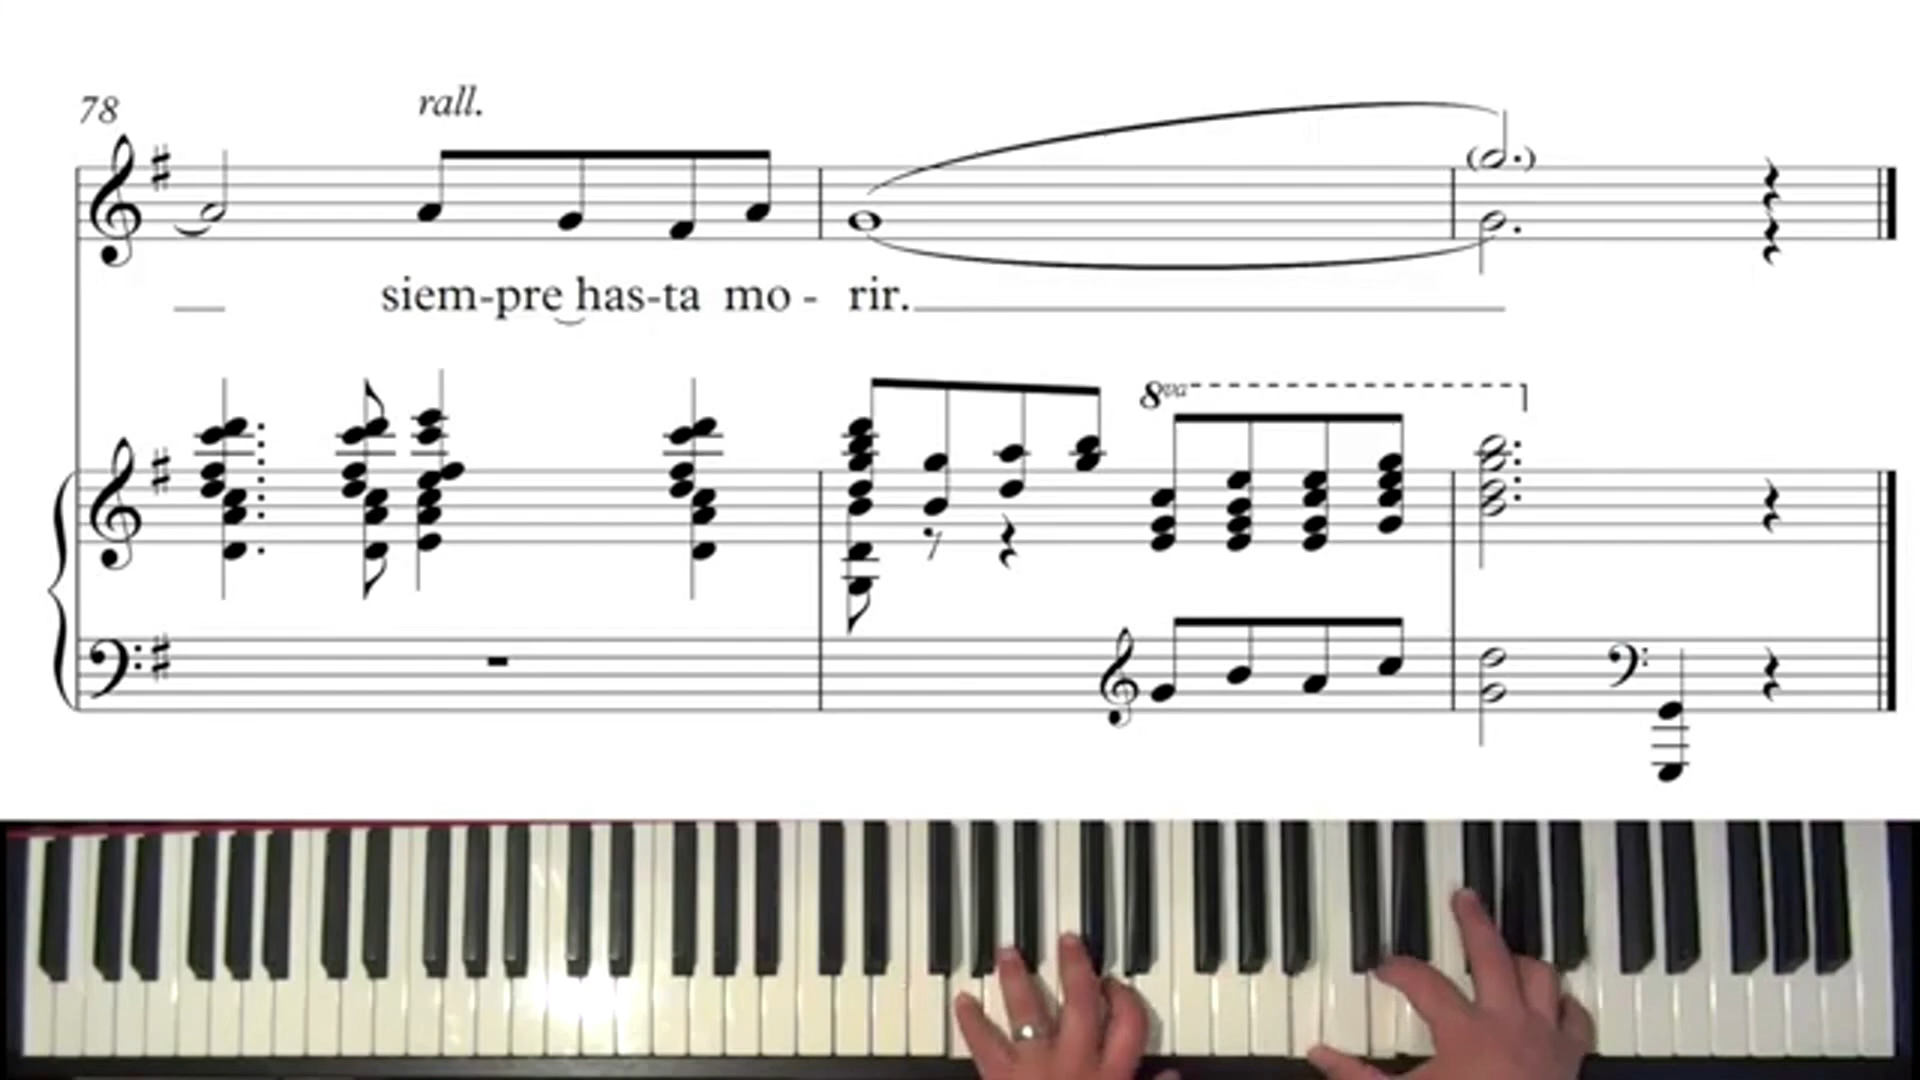 78
rall.
siem-pre has-ta mo - rir.
8va